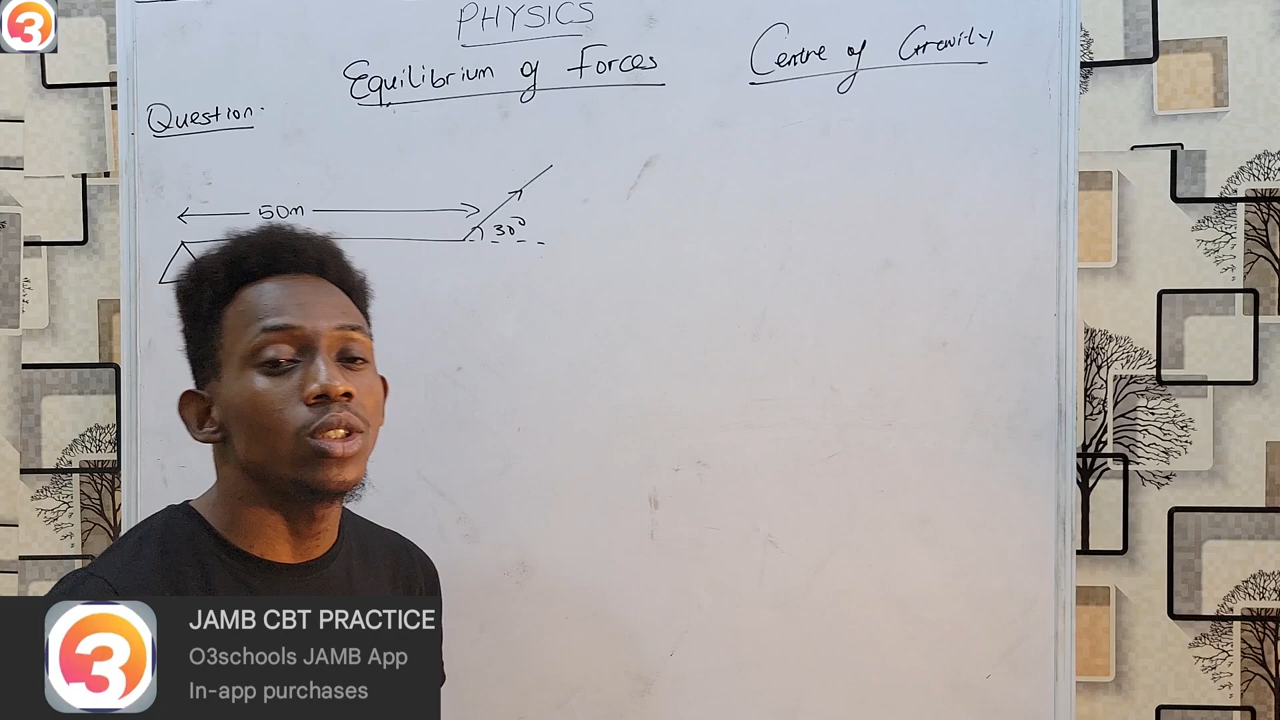 PHYSICS
Equilibrium of Forces
Centre of Gravity
Question:
50m
30°
3
JAMB CBT PRACTICE
O3schools JAMB App
In-app purchases